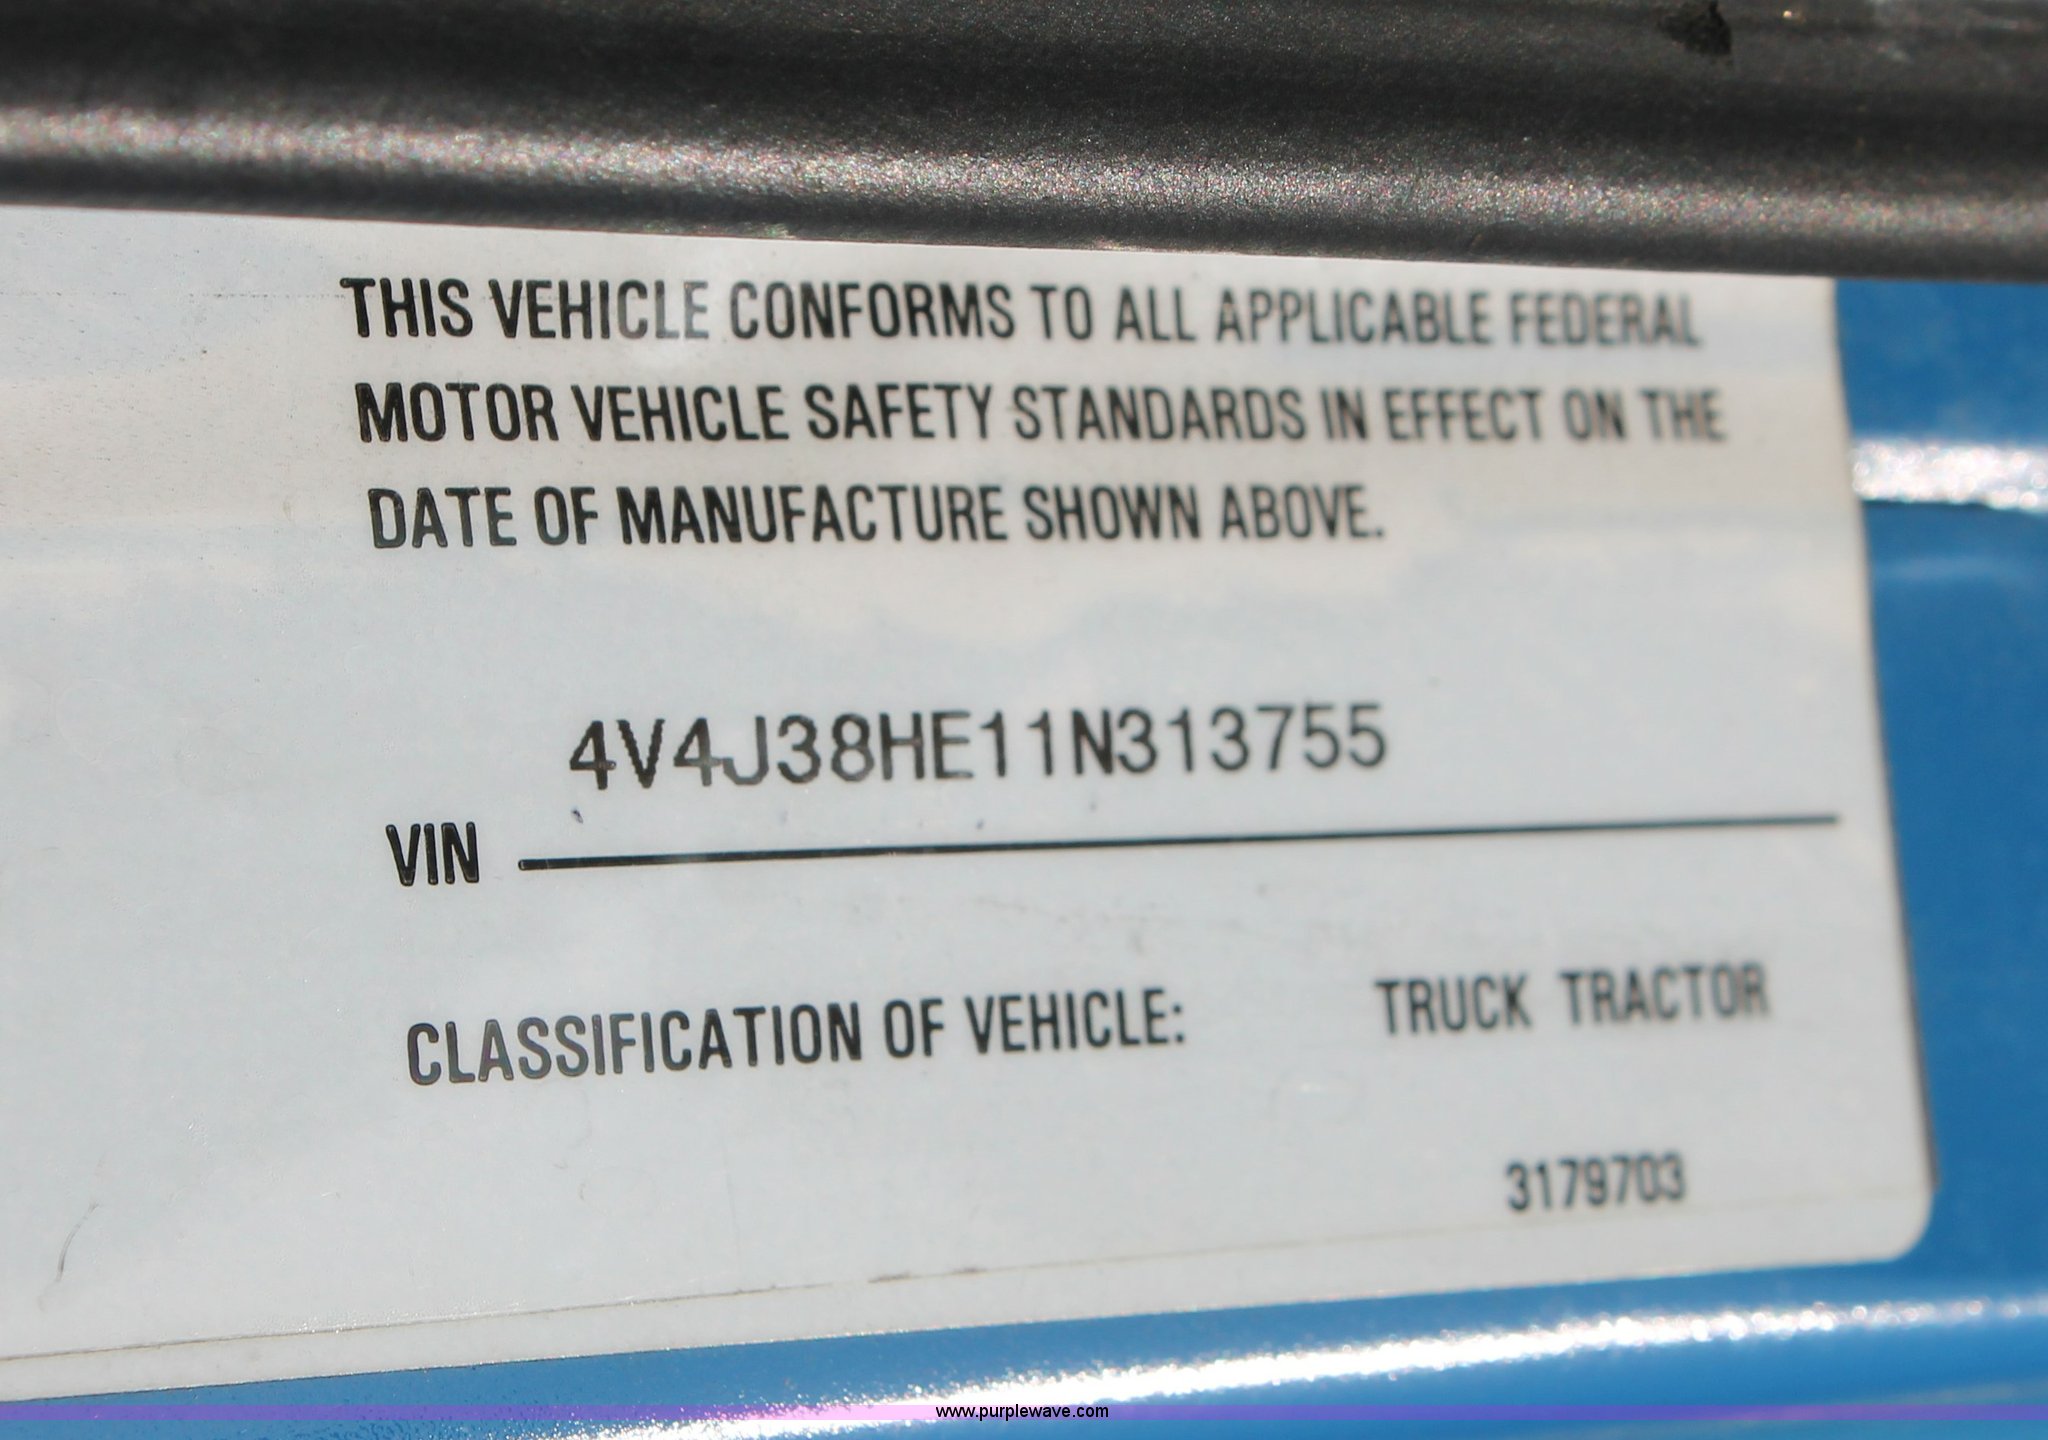 THIS VEHICLE CONFORMS TO ALL APPLICABLE FEDERAL
MOTOR VEHICLE SAFETY STANDARDS IN EFFECT ON THE
DATE OF MANUFACTURE SHOWN ABOVE.
4V4J38HE11N313755
VIN
CLASSIFICATION OF VEHICLE: TRUCK TRACTOR
3179703
www.purplewave.com